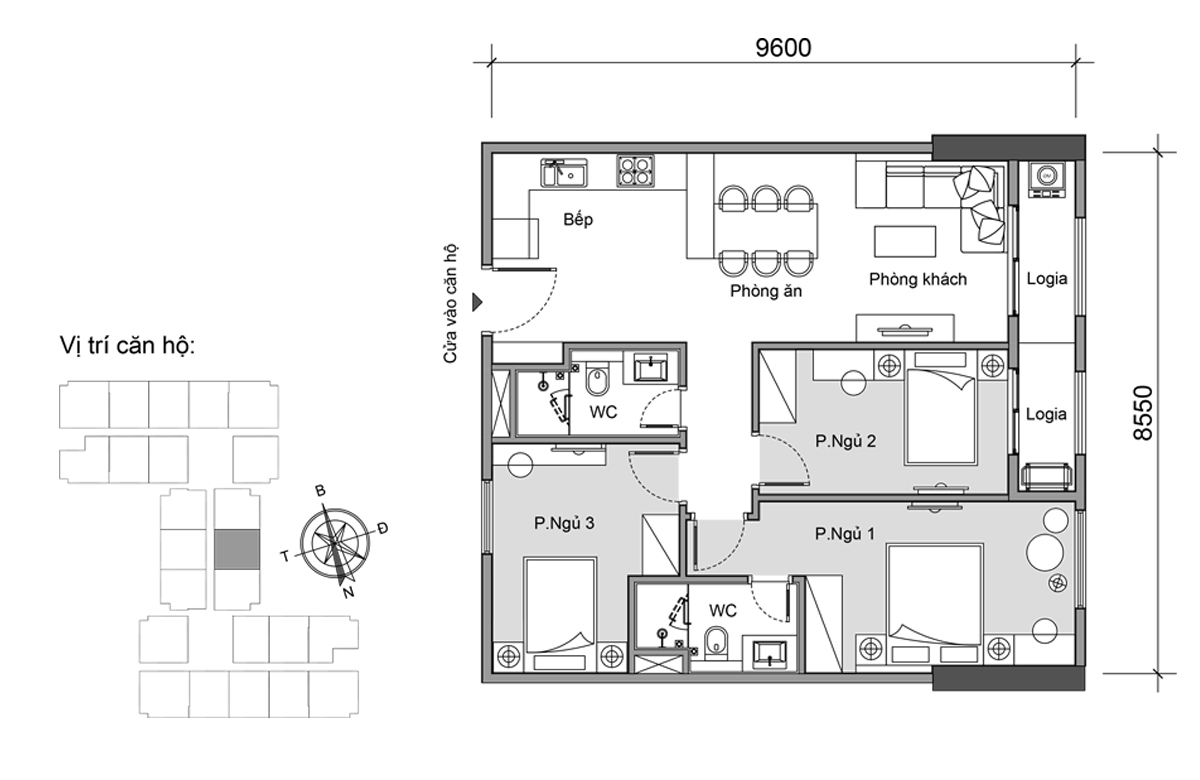 9600
8550
Bếp
Cửa vào căn hộ
Phòng ăn
Phòng khách
Logia
Vị trí căn hộ:
WC
P.Ngủ 2
Logia
B
Đ
T
N
P.Ngủ 3
P.Ngủ 1
WC